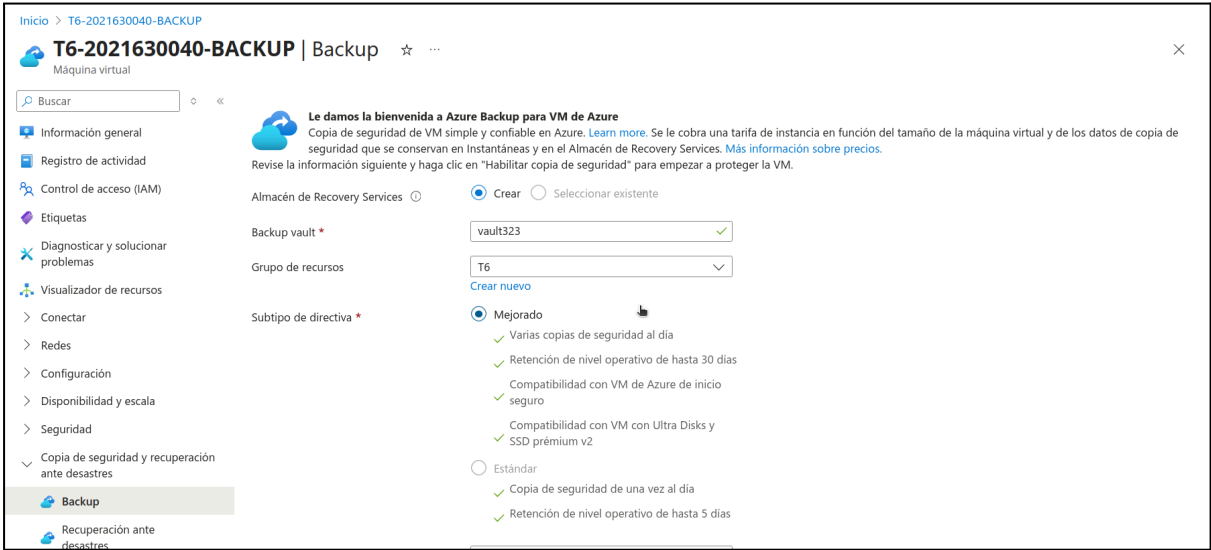 Inicio > T6-2021630040-BACKUP
T6-2021630040-BACKUP | Backup ☆ ...
Máquina virtual
Buscar
Información general
Registro de actividad
Control de acceso (IAM)
Etiquetas
Diagnosticar y solucionar
problemas
Visualizador de recursos
Conectar
Redes
Configuración
Disponibilidad y escala
Seguridad
Copia de seguridad y recuperación
ante desastres
Backup
Recuperación ante
desastres
Le damos la bienvenida a Azure Backup para VM de Azure
Copia de seguridad de VM simple y confiable en Azure. Learn more. Se le cobra una tarifa de instancia en función del tamaño de la máquina virtual y de los datos de copia de
seguridad que se conservan en Instantáneas y en el Almacén de Recovery Services. Más información sobre precios.
Revise la información siguiente y haga clic en "Habilitar copia de seguridad" para empezar a proteger la VM.
Almacén de Recovery Services
Crear
Seleccionar existente
Backup vault *
vault323
Grupo de recursos
T6
Crear nuevo
Subtipo de directiva *
Mejorado
Varias copias de seguridad al día
Retención de nivel operativo de hasta 30 días
Compatibilidad con VM de Azure de inicio
seguro
Compatibilidad con VM con Ultra Disks y
SSD prémium v2
Estándar
Copia de seguridad de una vez al día
Retención de nivel operativo de hasta 5 días